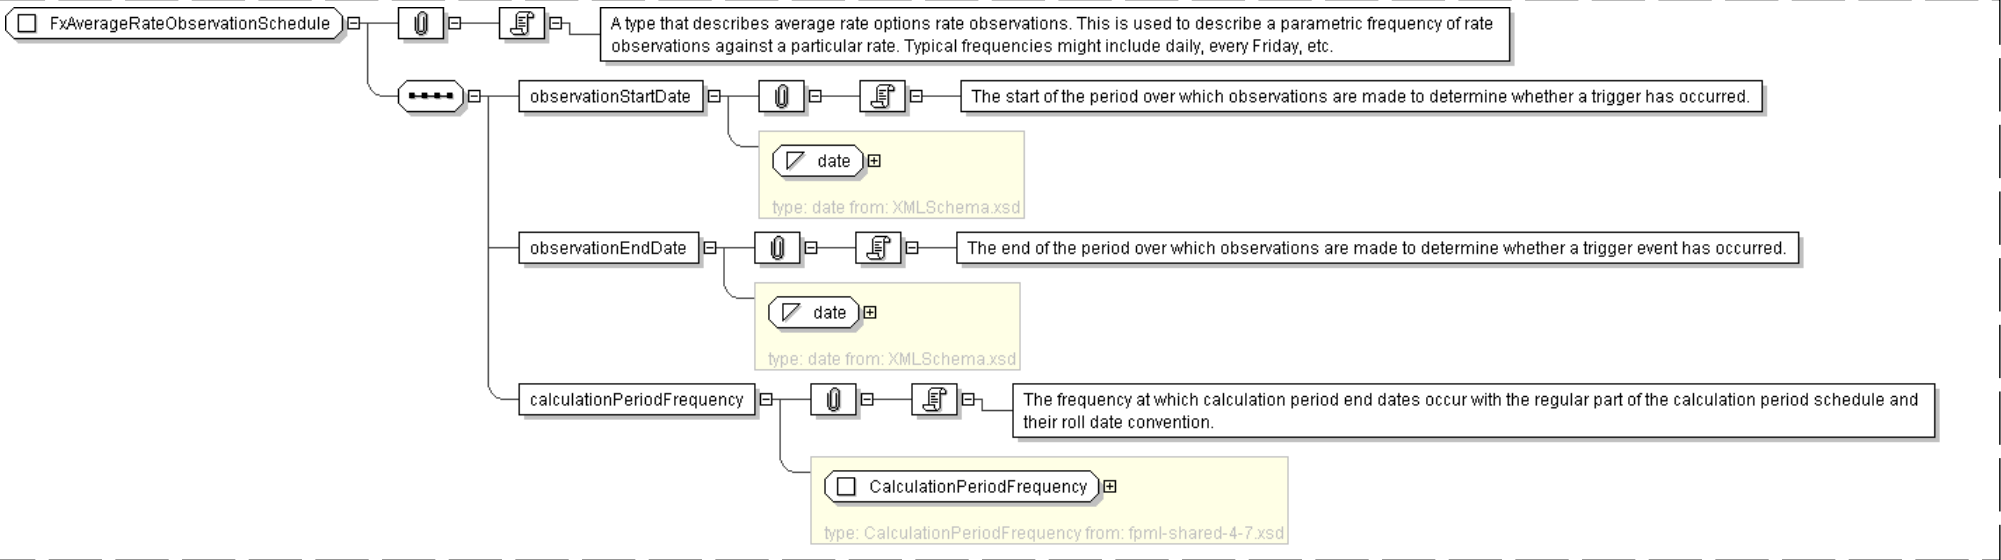 FxAverageRateObservationSchedule
A type that describes average rate options rate observations. This is used to describe a parametric frequency of rate
observations against a particular rate. Typical frequencies might include daily, every Friday, etc.
observationStartDate
The start of the period over which observations are made to determine whether a trigger has occurred.
date
type: date from: XMLSchema.xsd
observationEndDate
The end of the period over which observations are made to determine whether a trigger event has occurred.
date
type: date from: XMLSchema.xsd
calculationPeriodFrequency
The frequency at which calculation period end dates occur with the regular part of the calculation period schedule and
their roll date convention.
CalculationPeriodFrequency
type: CalculationPeriodFrequency from: fpml-shared-4-7.xsd